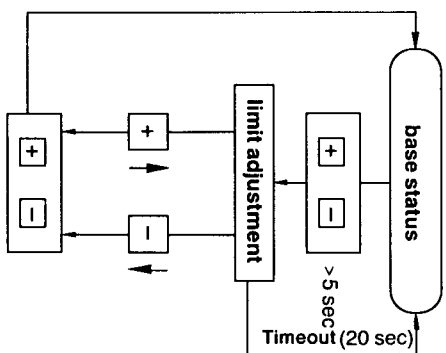 base status
+ −
> 5 sec
Timeout (20 sec)
limit adjustment
+
−
+ −